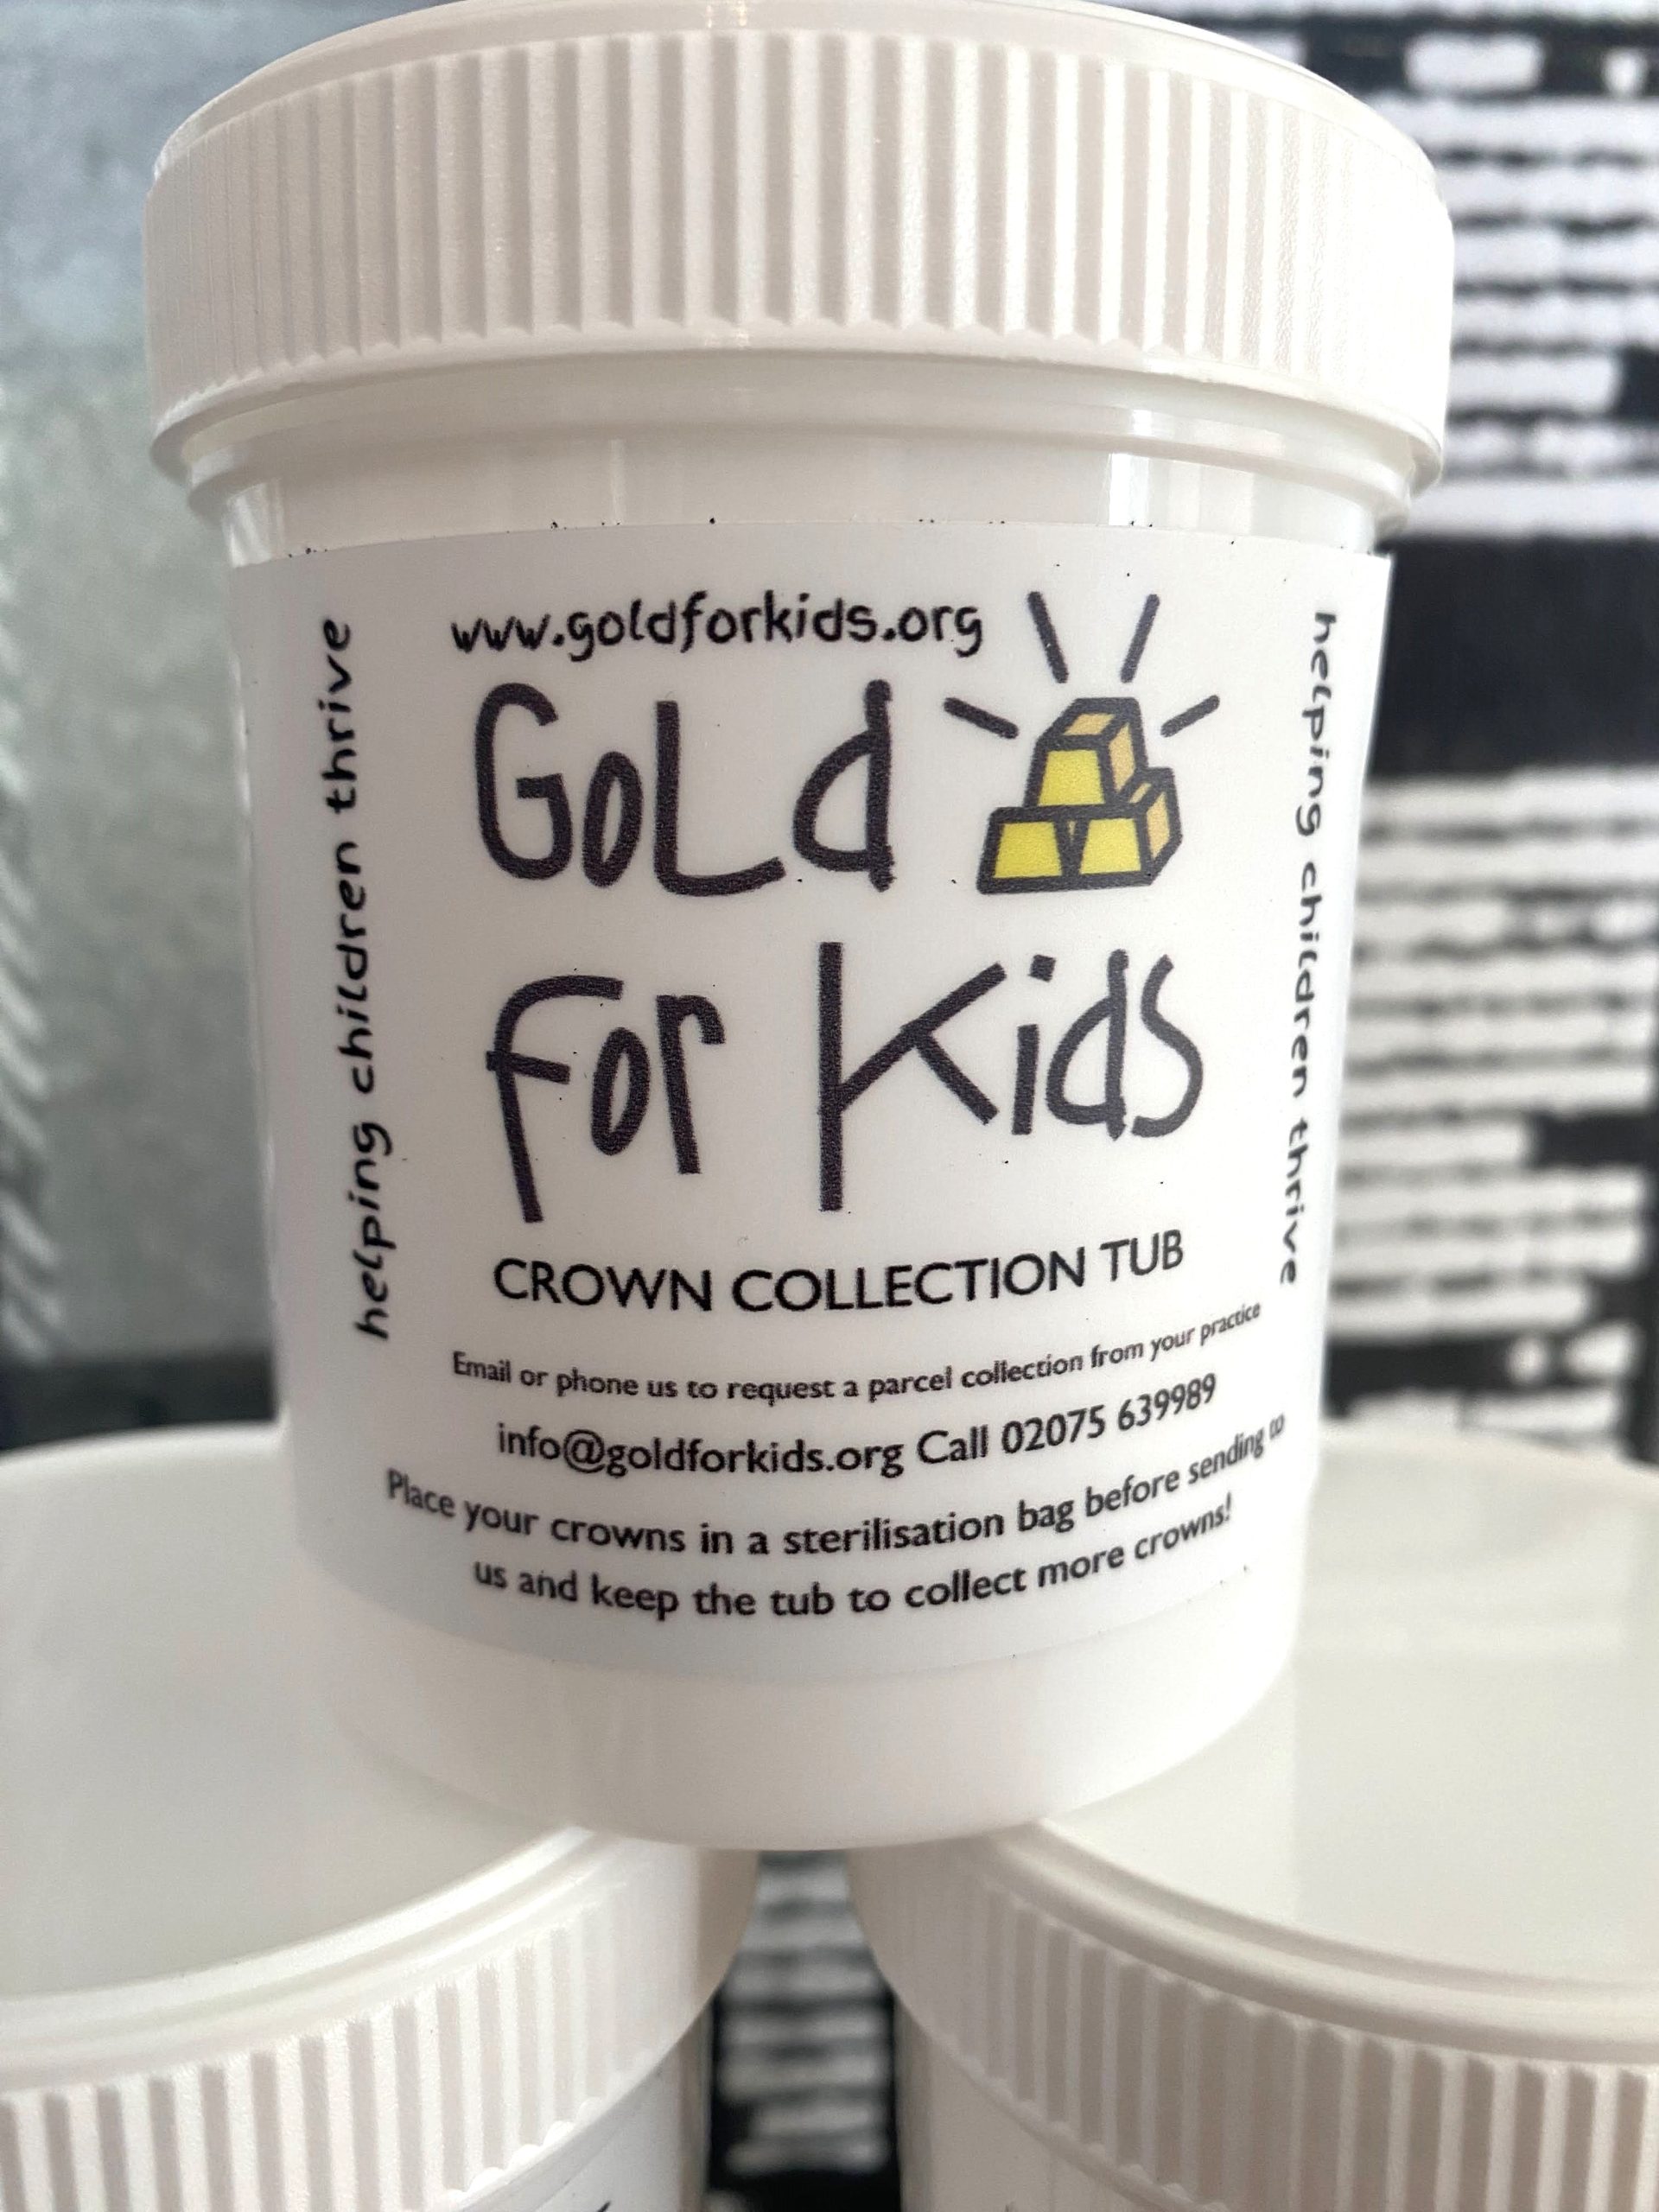 www.goldforkids.org
GoLd
For Kids
CROWN COLLECTION TUB
Email or phone us to request a parcel collection from your practice
info@goldforkids.org Call 02075 639989
Place your crowns in a sterilisation bag before sending to
us and keep the tub to collect more crowns!
helping children thrive
helping children thrive